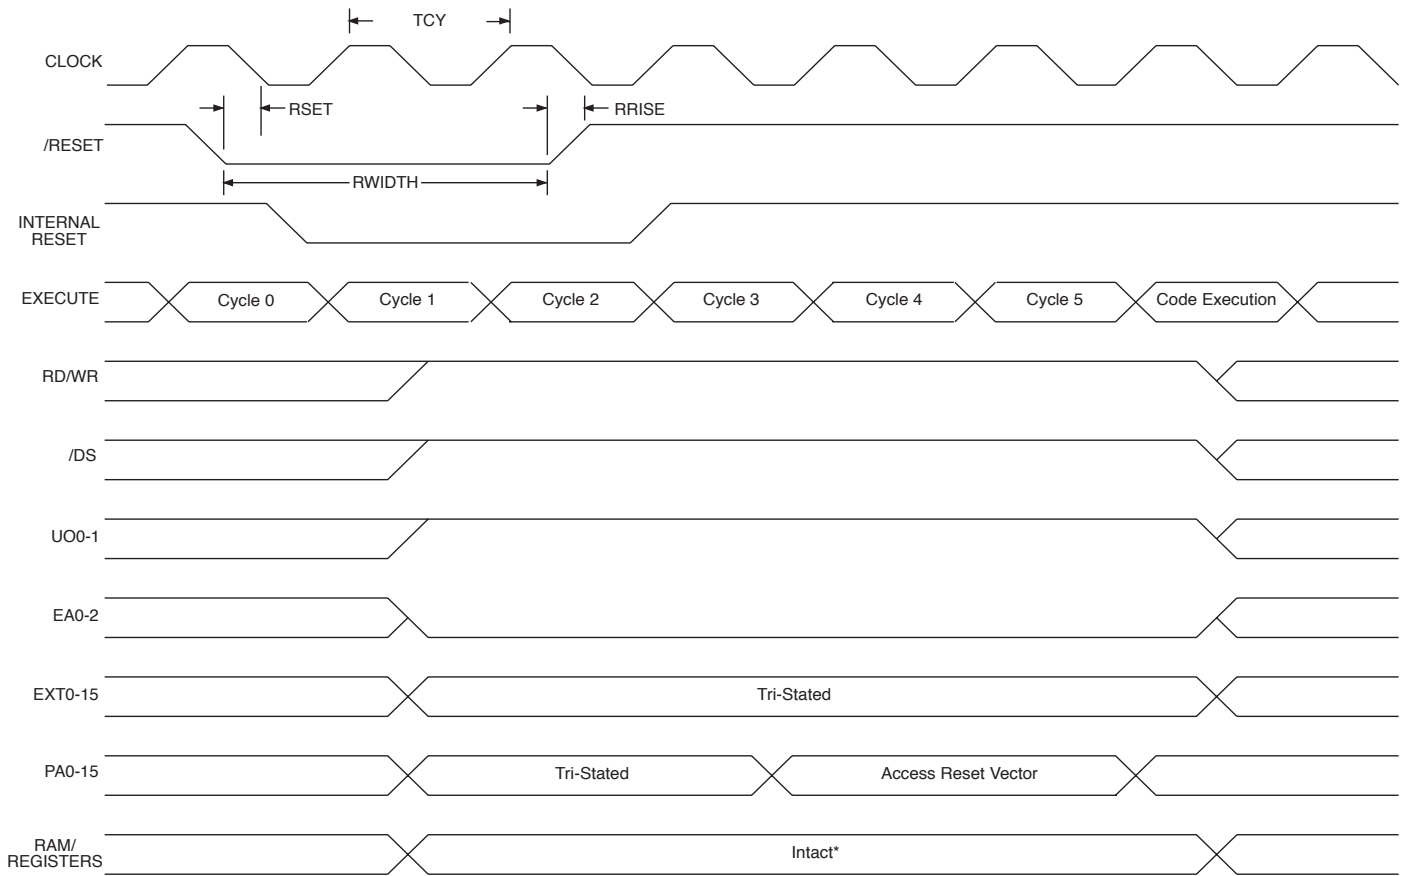 TCY
CLOCK
RSET
RRISE
/RESET
RWIDTH
INTERNAL
RESET
EXECUTE
Cycle 0
Cycle 1
Cycle 2
Cycle 3
Cycle 4
Cycle 5
Code Execution
RD/WR
/DS
UO0-1
EA0-2
EXT0-15
Tri-Stated
PA0-15
Tri-Stated
Access Reset Vector
RAM/
REGISTERS
Intact*